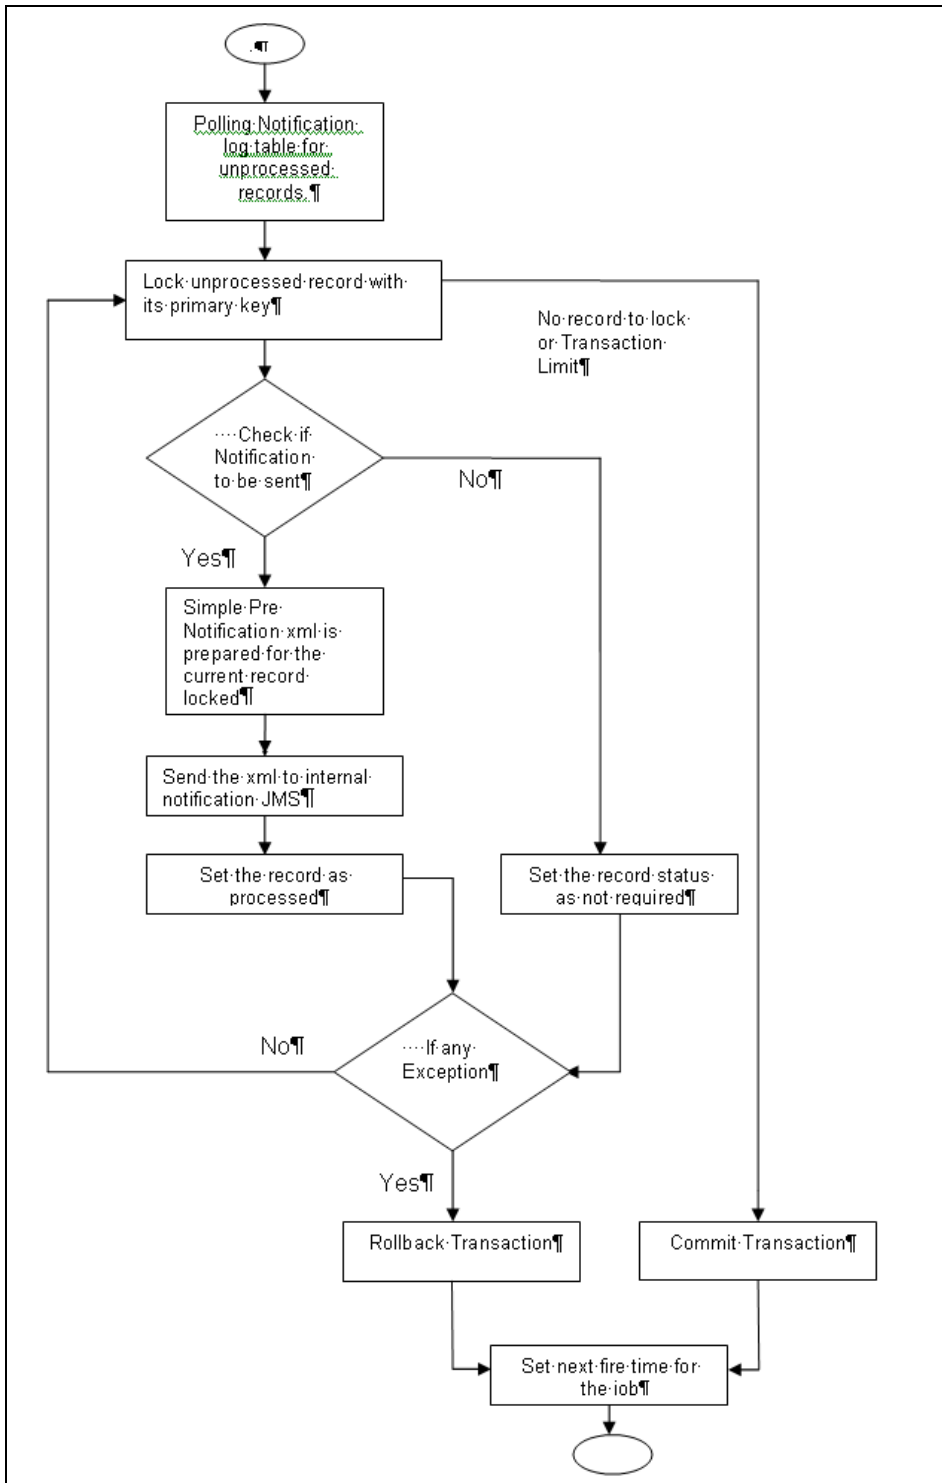 .¶
Polling·Notification·
log·table·for·
unprocessed·
records.¶
Lock·unprocessed·record·with·
its·primary·key¶
No·record·to·lock·
or·Transaction·
Limit¶
····Check·if·
Notification·
to·be·sent¶
No¶
Yes¶
Simple·Pre·
Notification·xml·is·
prepared·for·the·
current·record·
locked¶
Send·the·xml·to·internal·
notification·JMS¶
Set·the·record·as·
processed¶
Set·the·record·status·
as·not·required¶
No¶
····If·any·
Exception¶
Yes¶
Rollback·Transaction¶
Commit·Transaction¶
Set·next·fire·time·for·
the·iob¶